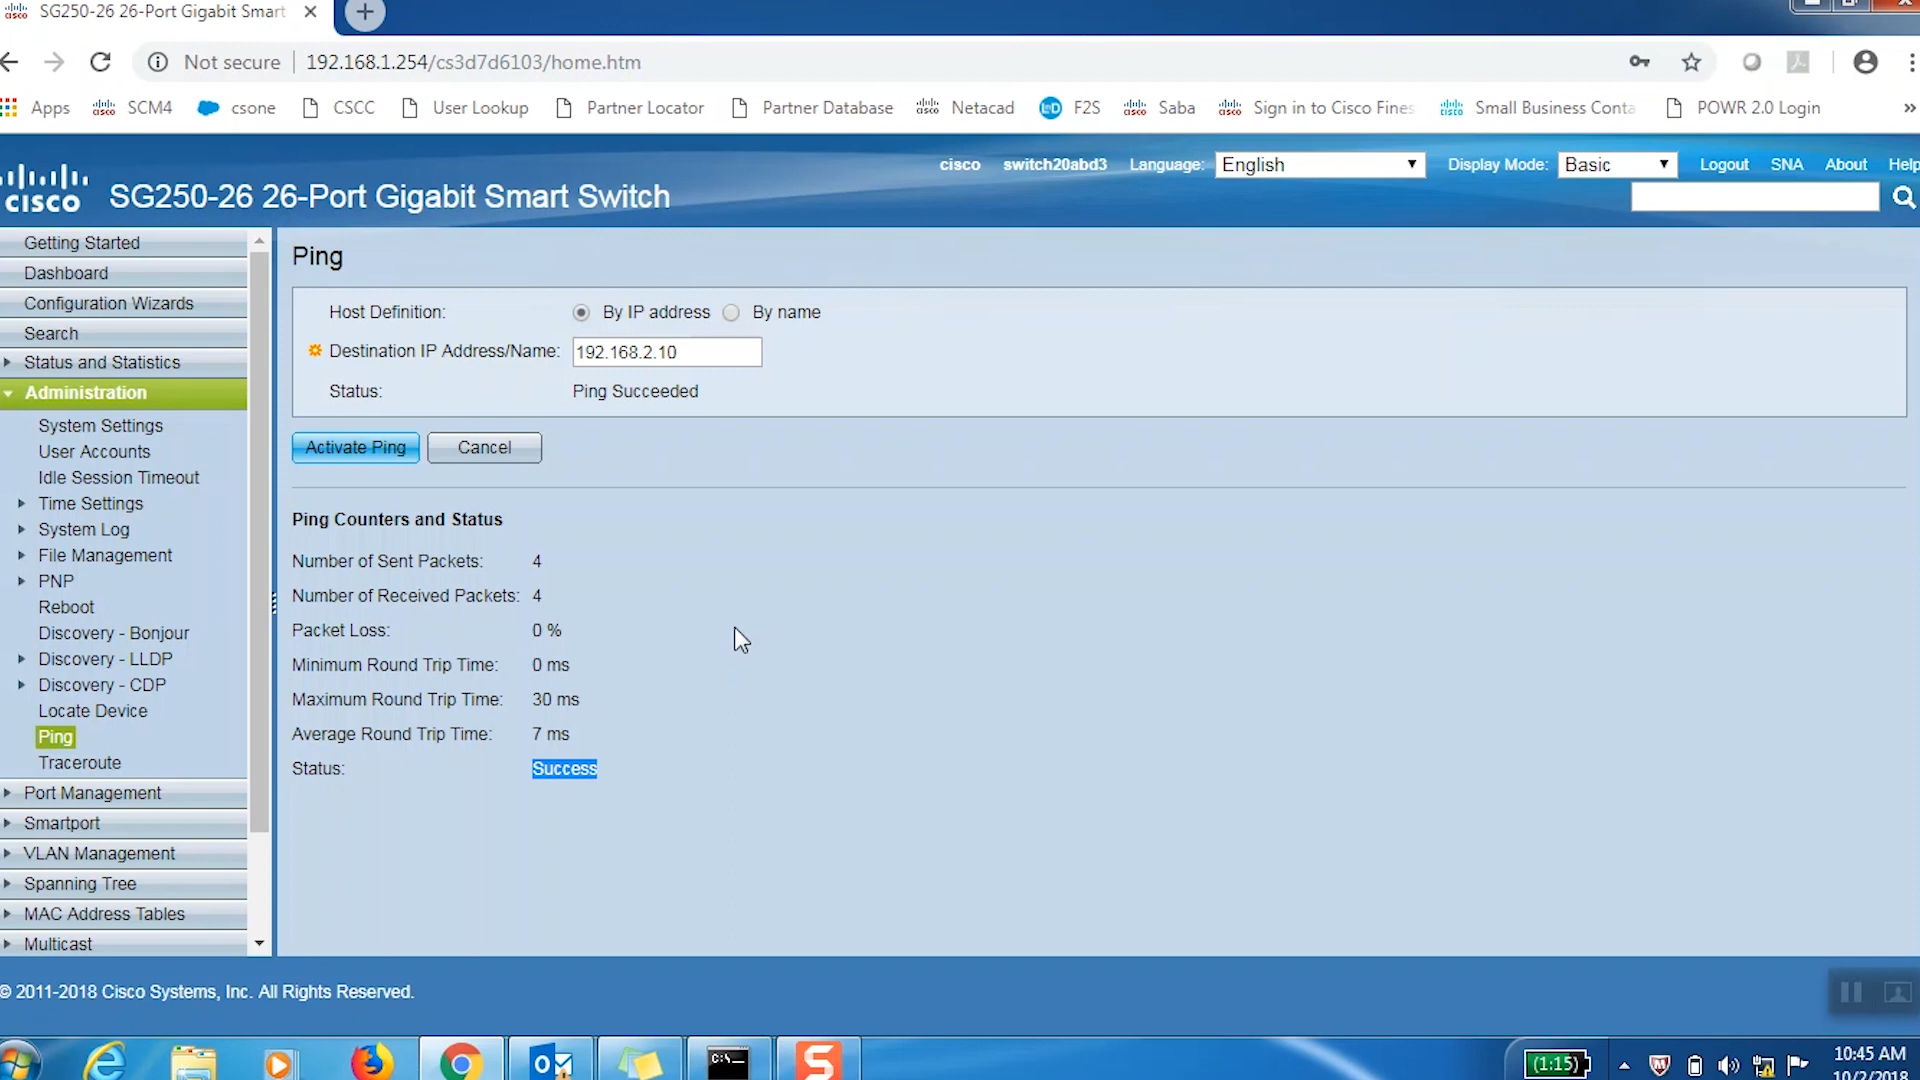 SG250-26 26-Port Gigabit Smart
Not secure
192.168.1.254/cs3d7d6103/home.htm
Apps
SCM4
csone
CSCC
User Lookup
Partner Locator
Partner Database
Netacad
F2S
Saba
Sign in to Cisco Fines
Small Business Conta
POWR 2.0 Login
»
cisco
SG250-26 26-Port Gigabit Smart Switch
cisco
switch20abd3
Language:
English
Display Mode:
Basic
Logout
SNA
About
Help
Getting Started
Dashboard
Configuration Wizards
Search
Status and Statistics
Administration
System Settings
User Accounts
Idle Session Timeout
Time Settings
System Log
File Management
PNP
Reboot
Discovery - Bonjour
Discovery - LLDP
Discovery - CDP
Locate Device
Ping
Traceroute
Port Management
Smartport
VLAN Management
Spanning Tree
MAC Address Tables
Multicast
Ping
Host Definition:
By IP address
By name
Destination IP Address/Name:
192.168.2.10
Status:
Ping Succeeded
Activate Ping
Cancel
Ping Counters and Status
Number of Sent Packets: 4
Number of Received Packets: 4
Packet Loss: 0 %
Minimum Round Trip Time: 0 ms
Maximum Round Trip Time: 30 ms
Average Round Trip Time: 7 ms
Status: Success
© 2011-2018 Cisco Systems, Inc. All Rights Reserved.
C:\_
(1:15)
10:45 AM
10/2/2018